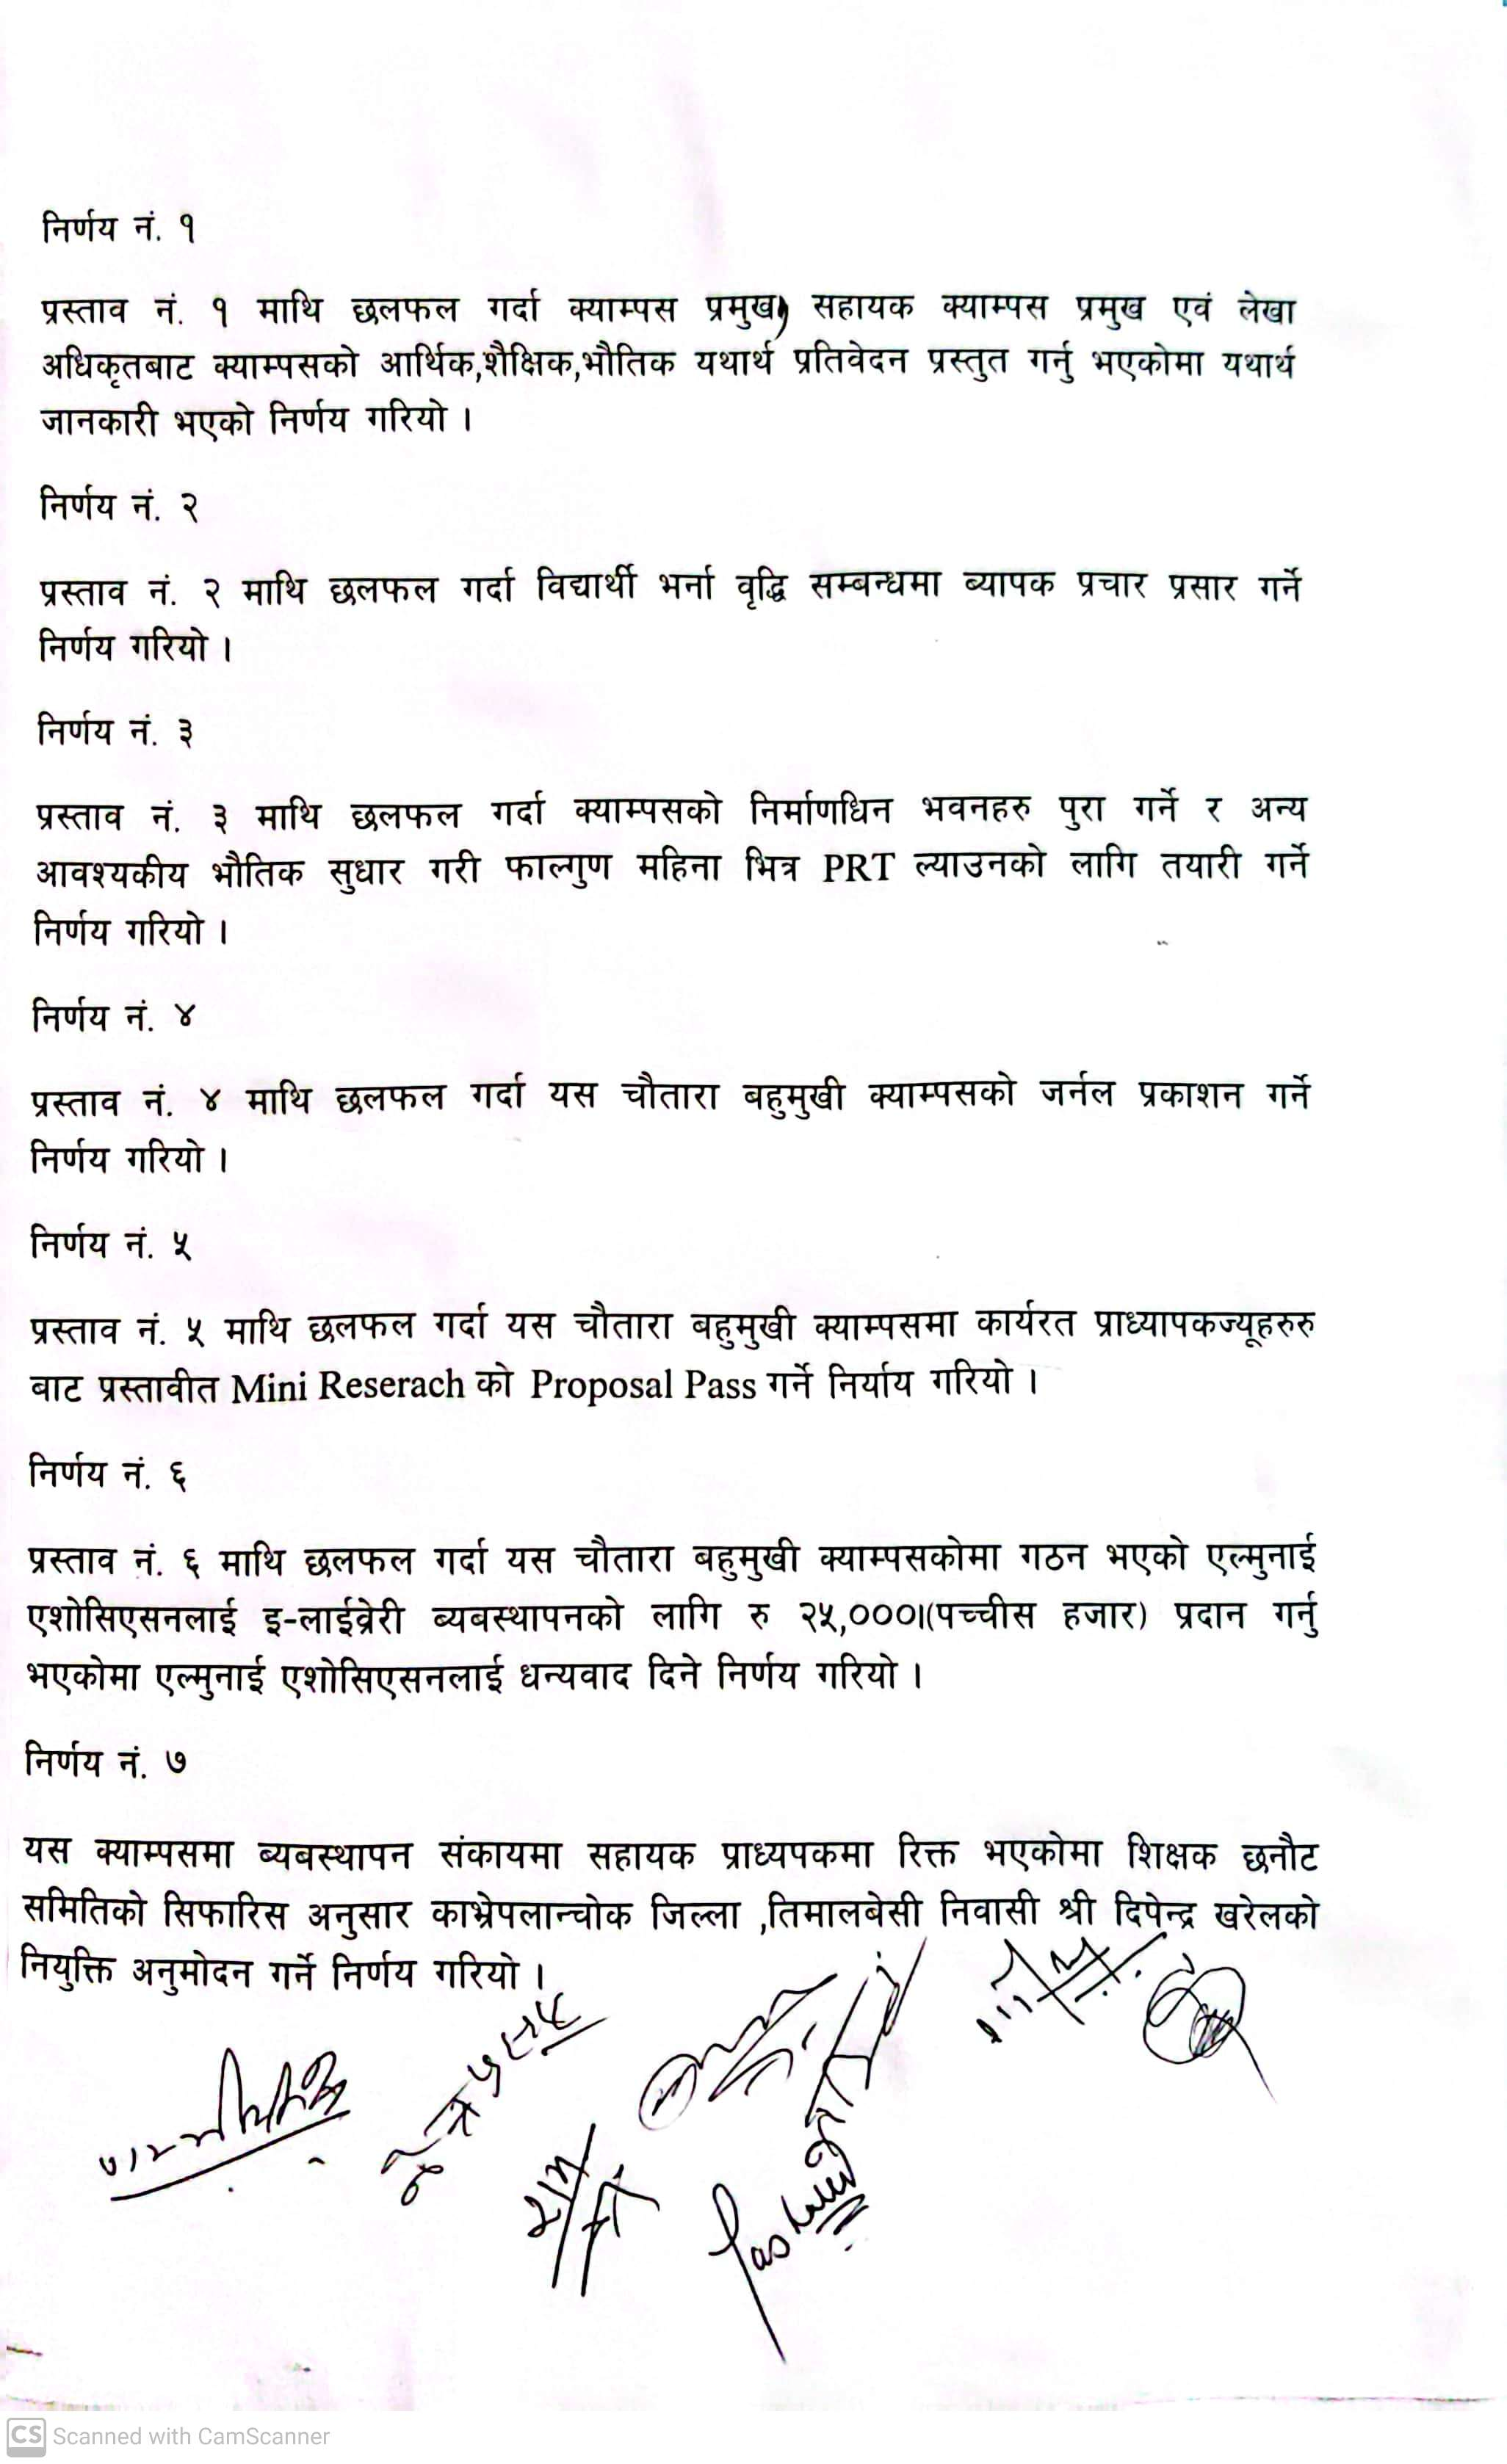 निर्णय नं. १
प्रस्ताव नं. १ माथि छलफल गर्दा क्याम्पस प्रमुख, सहायक क्याम्पस प्रमुख एवं लेखा
अधिकृतबाट क्याम्पसको आर्थिक,शैक्षिक,भौतिक यथार्थ प्रतिवेदन प्रस्तुत गर्नु भएकोमा यथार्थ
जानकारी भएको निर्णय गरियो ।
निर्णय नं. २
प्रस्ताव नं. २ माथि छलफल गर्दा विद्यार्थी भर्ना वृद्धि सम्बन्धमा ब्यापक प्रचार प्रसार गर्ने
निर्णय गरियो ।
निर्णय नं. ३
प्रस्ताव नं. ३ माथि छलफल गर्दा क्याम्पसको निर्माणधिन भवनहरु पुरा गर्ने र अन्य
आवश्यकीय भौतिक सुधार गरी फाल्गुण महिना भित्र PRT ल्याउनको लागि तयारी गर्ने
निर्णय गरियो ।
निर्णय नं. ४
प्रस्ताव नं. ४ माथि छलफल गर्दा यस चौतारा बहुमुखी क्याम्पसको जर्नल प्रकाशन गर्ने
निर्णय गरियो ।
निर्णय नं. ५
प्रस्ताव नं. ५ माथि छलफल गर्दा यस चौतारा बहुमुखी क्याम्पसमा कार्यरत प्राध्यापकज्यूहरुरु
बाट प्रस्तावीत Mini Reserach को Proposal Pass गर्ने निर्याय गरियो ।
निर्णय नं. ६
प्रस्ताव नं. ६ माथि छलफल गर्दा यस चौतारा बहुमुखी क्याम्पसकोमा गठन भएको एल्मुनाई
एशोसिएसनलाई इ-लाईव्रेरी ब्यबस्थापनको लागि रु २५,०००।(पच्चीस हजार) प्रदान गर्नु
भएकोमा एल्मुनाई एशोसिएसनलाई धन्यवाद दिने निर्णय गरियो ।
निर्णय नं. ७
यस क्याम्पसमा ब्यबस्थापन संकायमा सहायक प्राध्यपकमा रिक्त भएकोमा शिक्षक छनौट
समितिको सिफारिस अनुसार काभ्रेपलान्चोक जिल्ला ,तिमालबेसी निवासी श्री दिपेन्द्र खरेलको
नियुक्ति अनुमोदन गर्ने निर्णय गरियो ।
CS Scanned with CamScanner